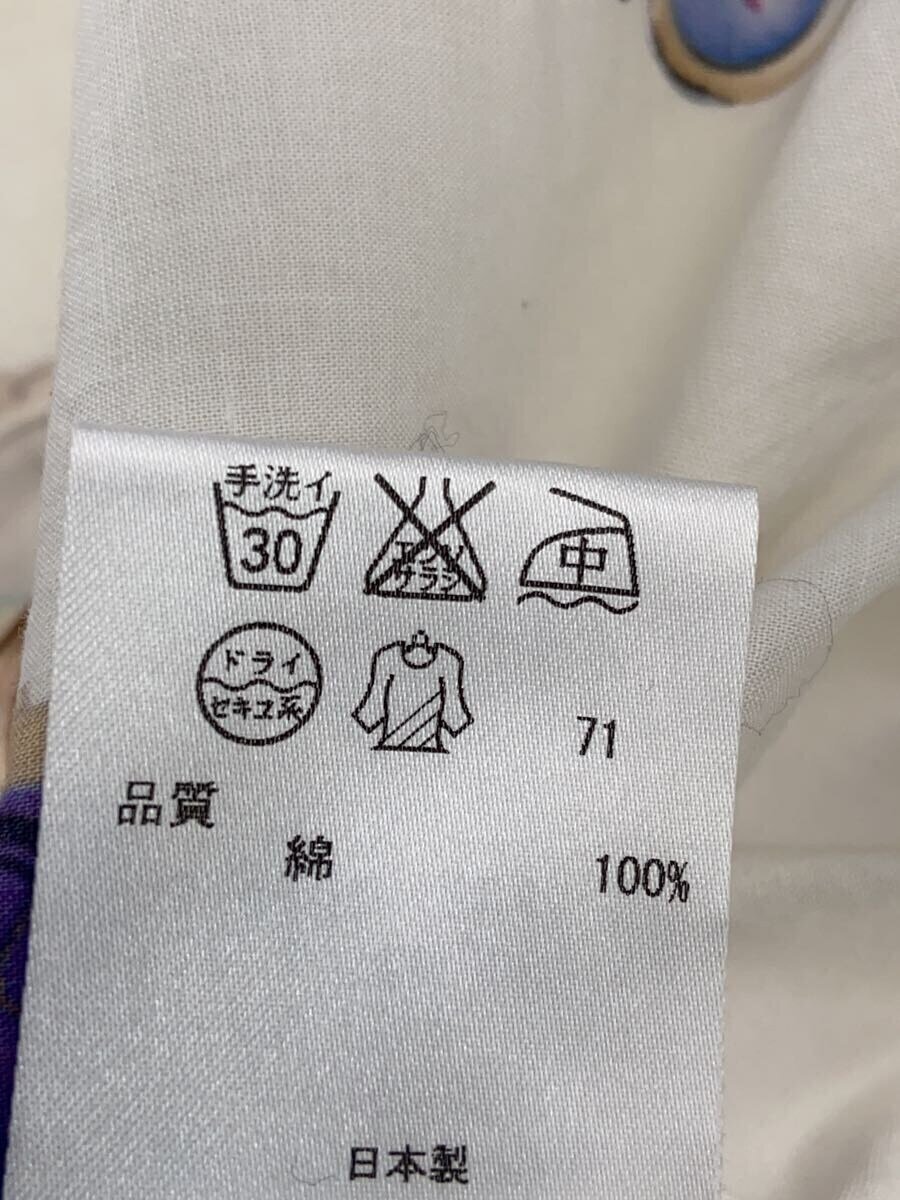 手洗イ
30
エンソ
サラシ
中
ドライ
セキユ系
71
品質
綿 100%
日本製